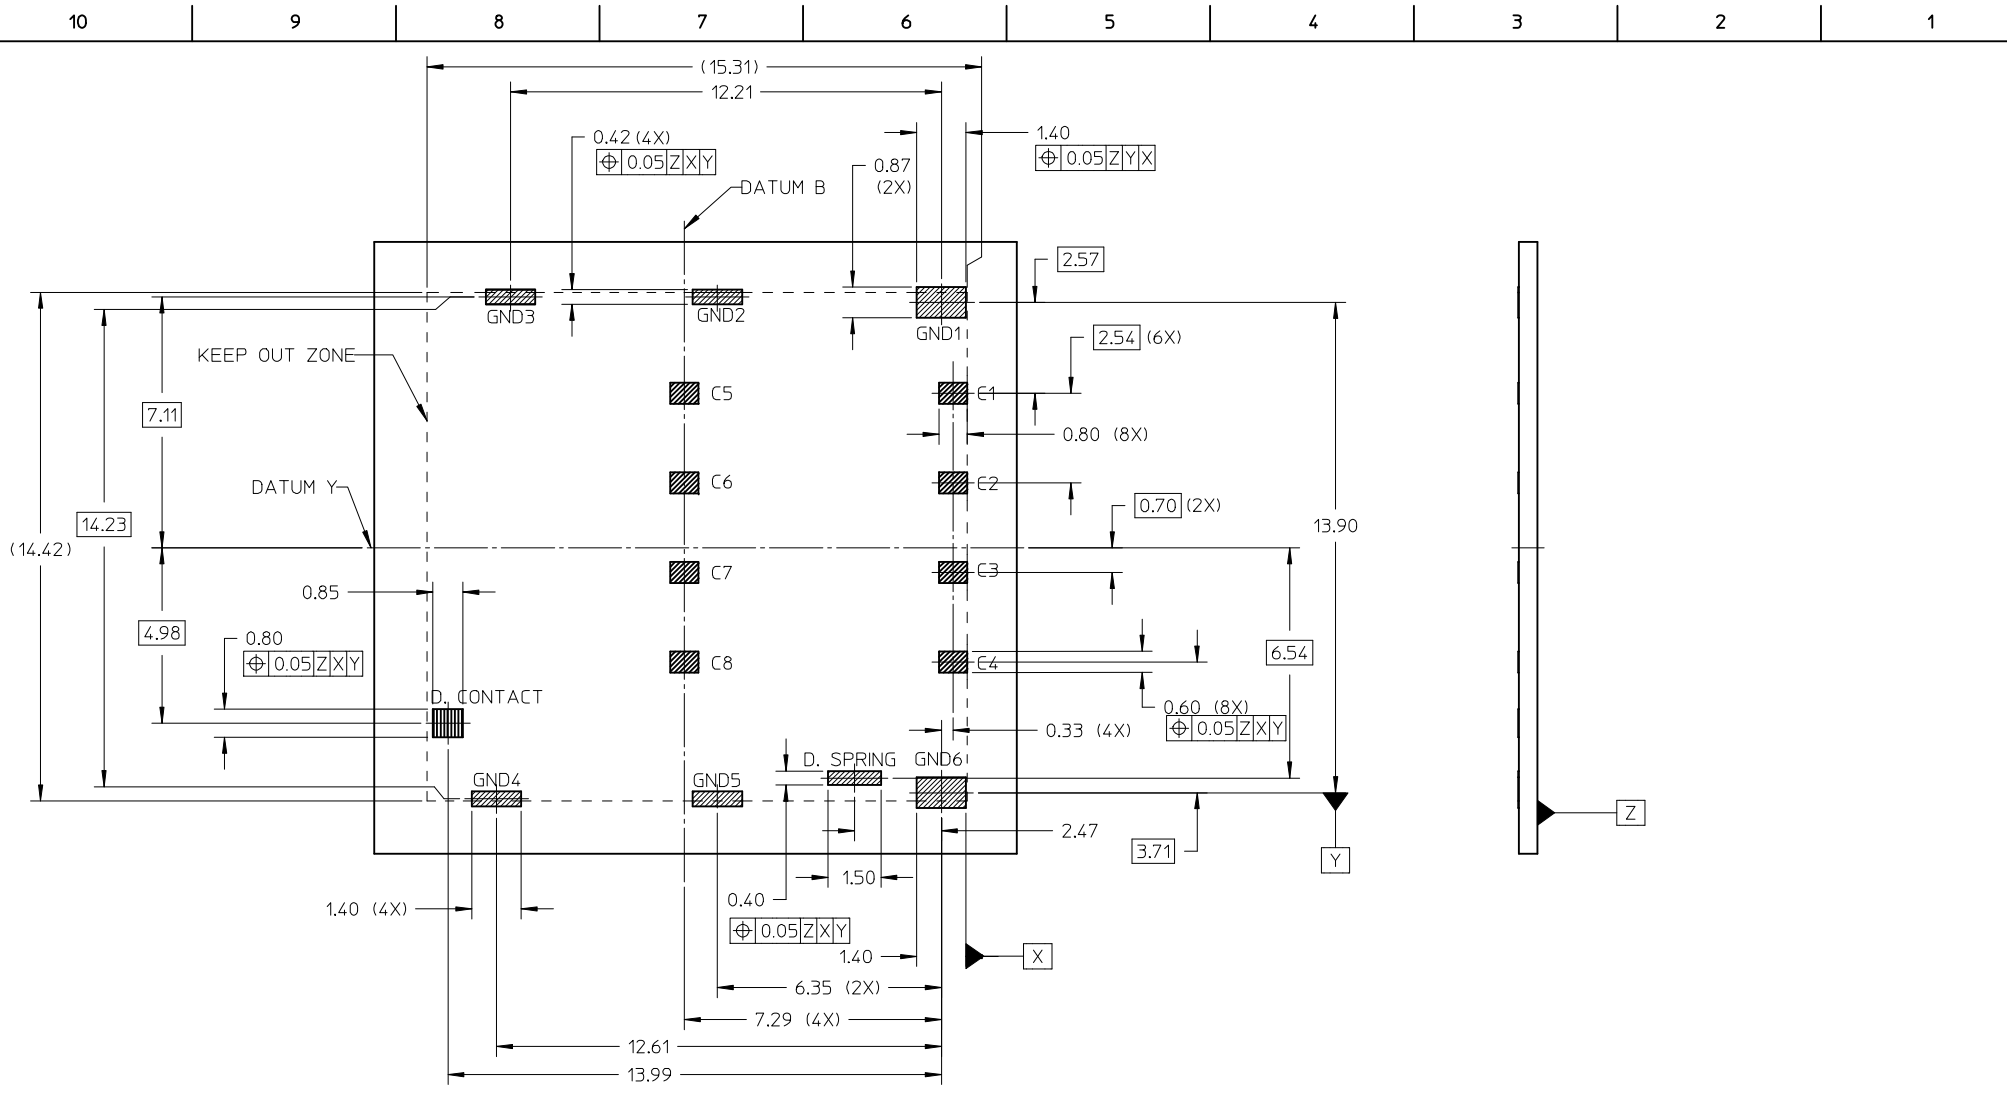 10 9 8 7 6 5 4 3 2 1
(15.31)
12.21
0.42 (4X)
⌖ 0.05 Z X Y
1.40
⌖ 0.05 Z Y X
0.87
(2X)
DATUM B
2.57
GND3
GND2
GND1
2.54 (6X)
KEEP OUT ZONE
C5
C1
7.11
0.80 (8X)
C6
C2
DATUM Y
0.70 (2X)
14.23
13.90
(14.42)
C7
C3
0.85
4.98
0.80
⌖ 0.05 Z X Y
6.54
C8
C4
D. CONTACT
0.60 (8X)
⌖ 0.05 Z X Y
0.33 (4X)
D. SPRING
GND6
GND4
GND5
Z
2.47
3.71
Y
1.50
0.40
⌖ 0.05 Z X Y
1.40 (4X)
1.40
X
6.35 (2X)
7.29 (4X)
12.61
13.99